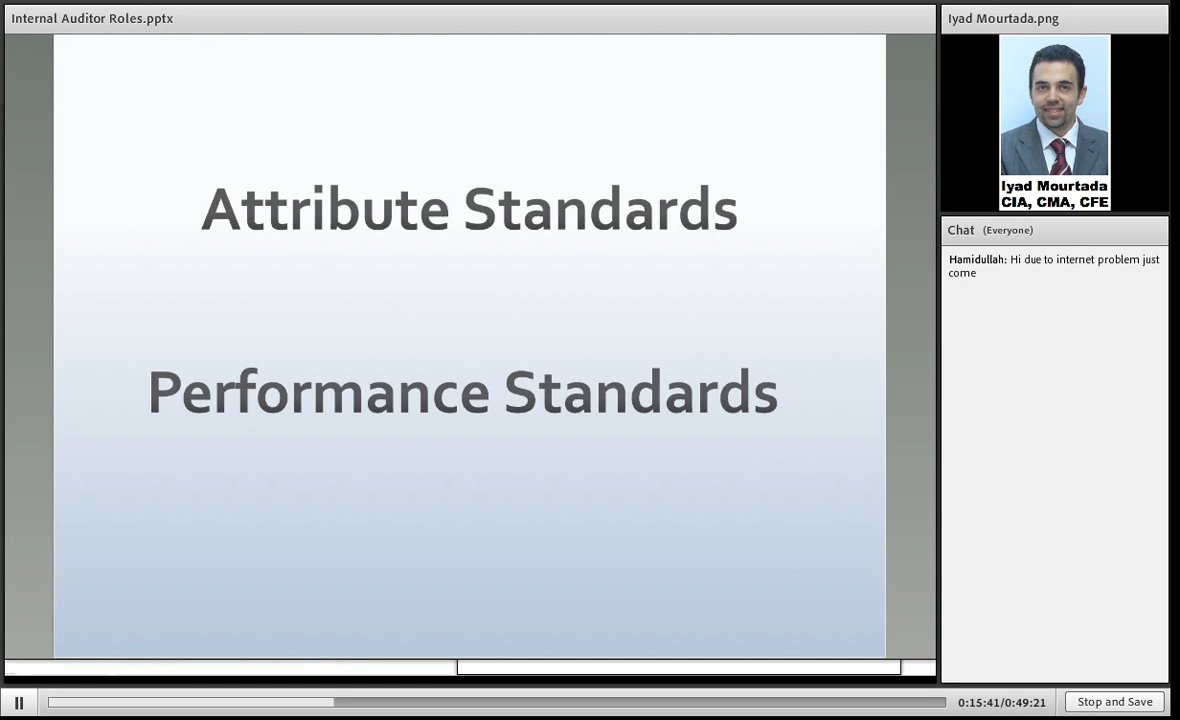 Internal Auditor Roles.pptx
Attribute Standards
Performance Standards
Iyad Mourtada.png
Iyad Mourtada
CIA, CMA, CFE
Chat (Everyone)
Hamidullah: Hi due to internet problem just
come
0:15:41/0:49:21
Stop and Save